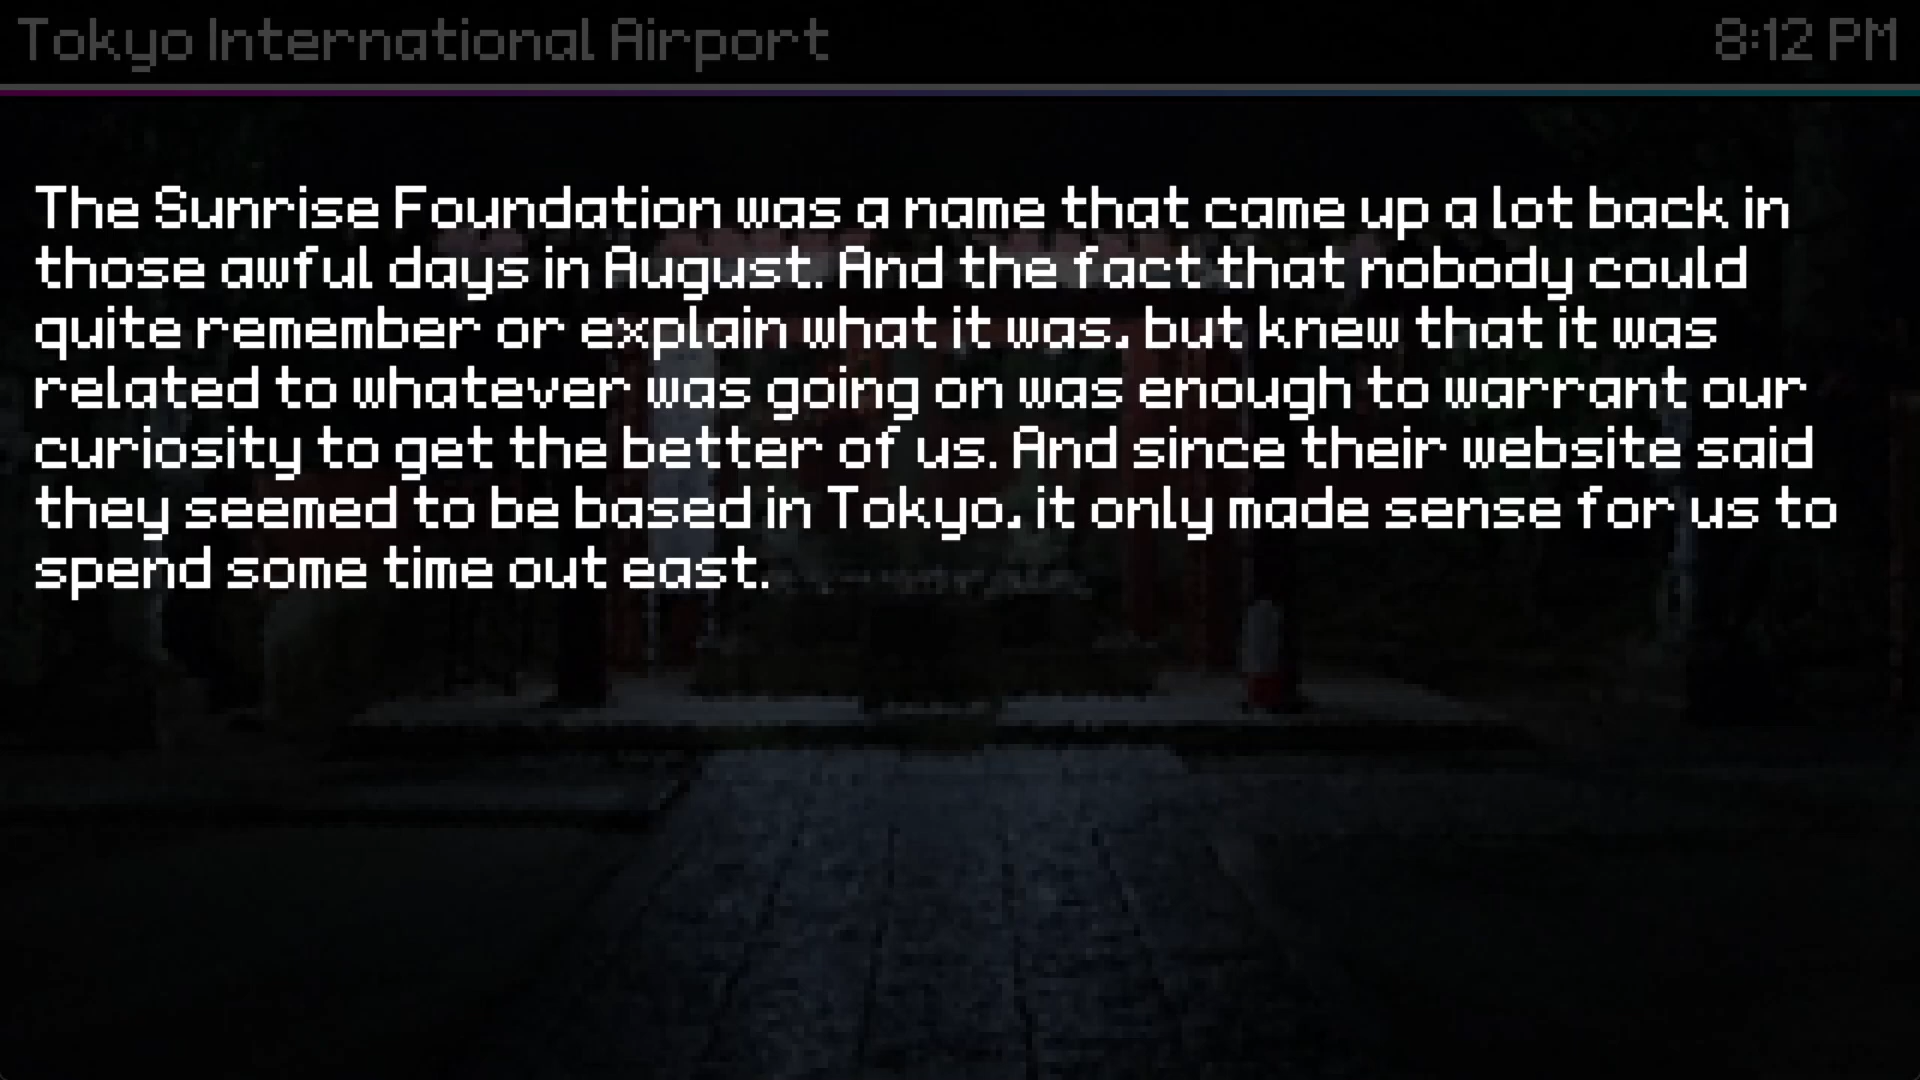 Tokyo International Airport
8:12 PM
The Sunrise Foundation was a name that came up a lot back in
those awful days in August. And the fact that nobody could
quite remember or explain what it was, but knew that it was
related to whatever was going on was enough to warrant our
curiosity to get the better of us. And since their website said
they seemed to be based in Tokyo, it only made sense for us to
spend some time out east.